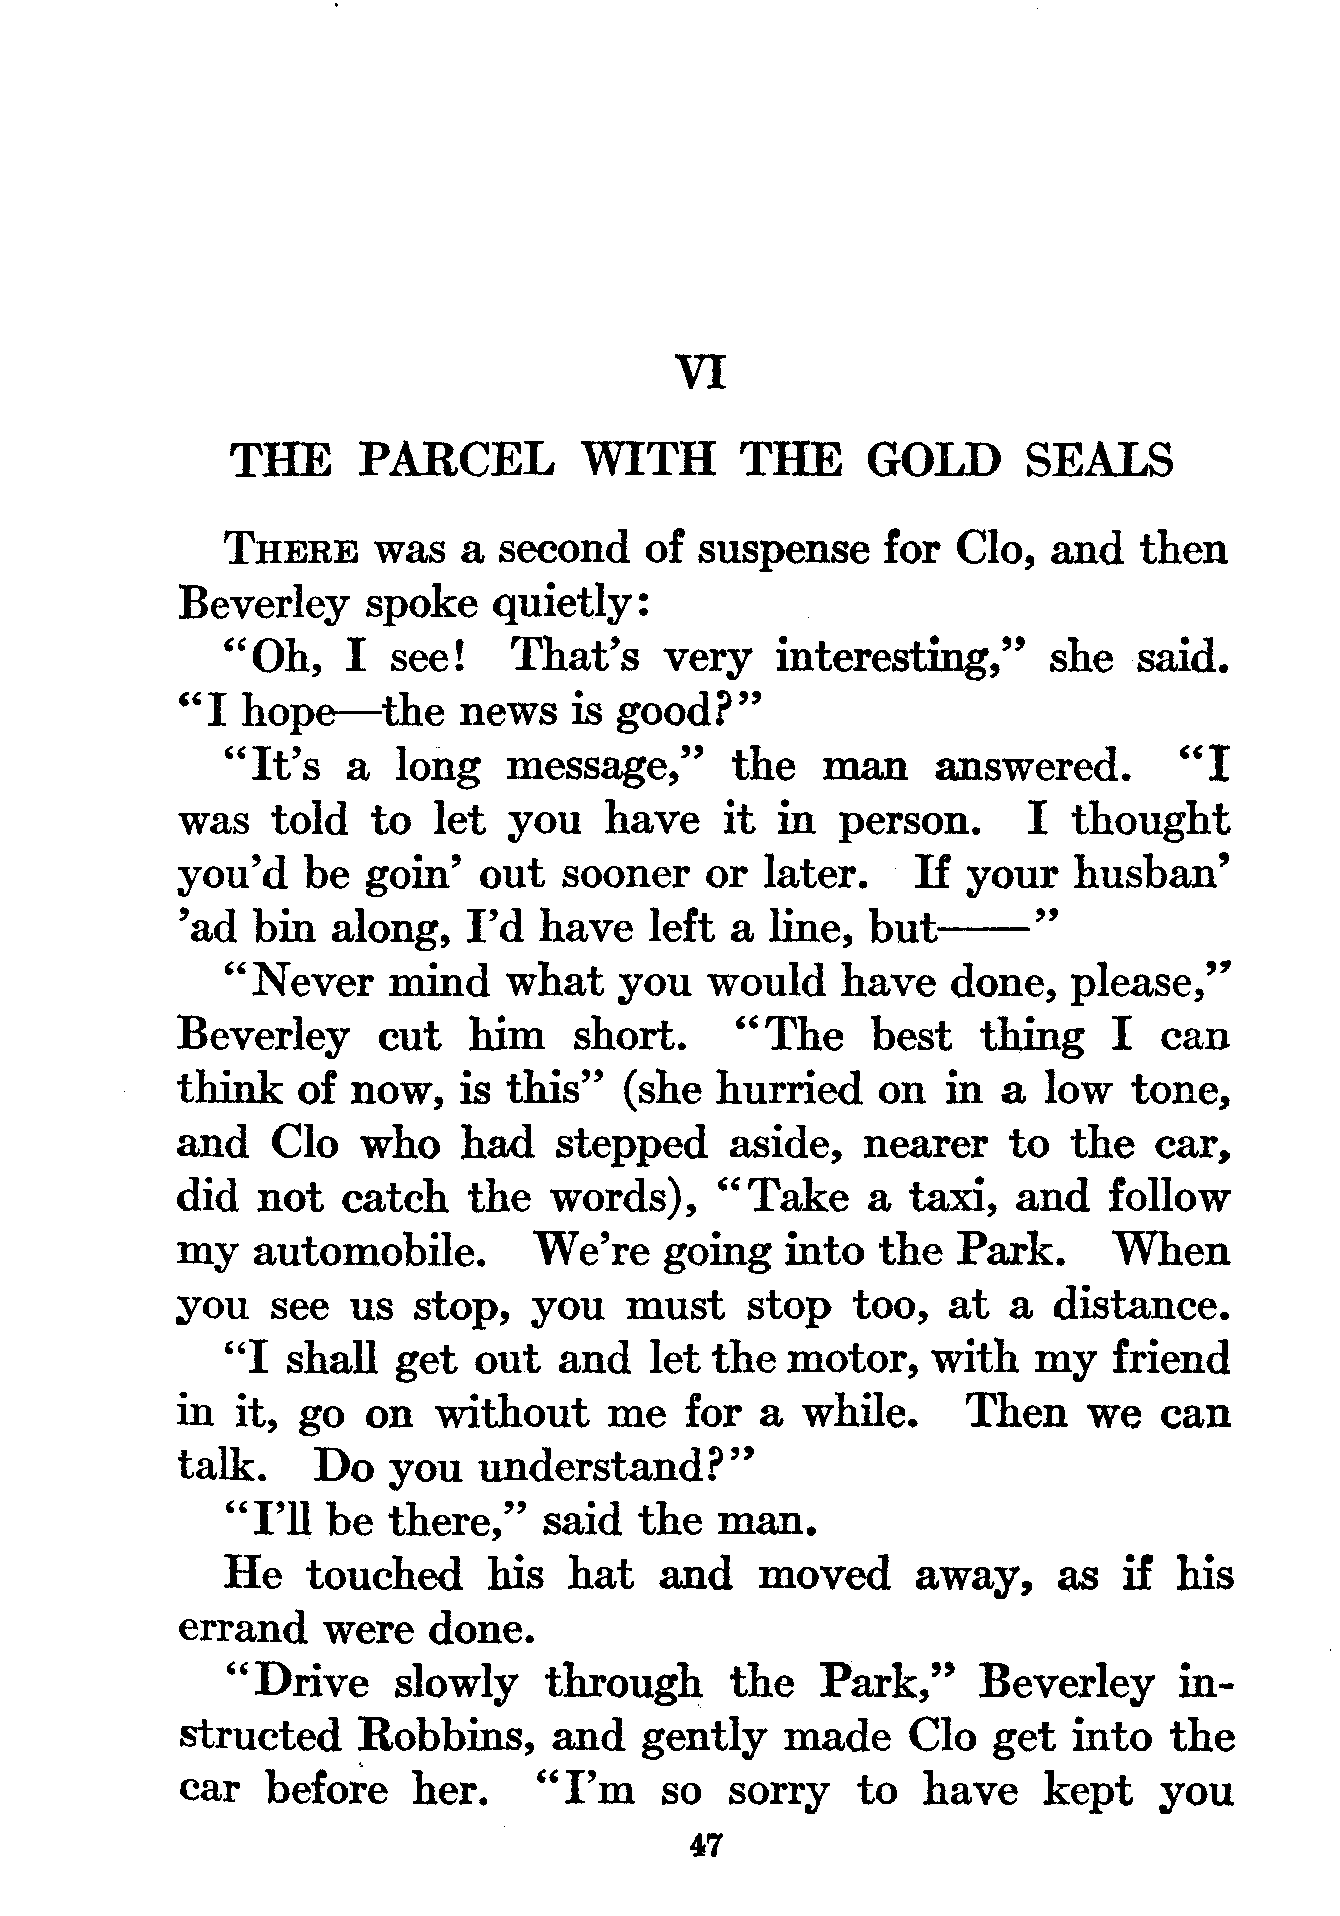 VI
THE PARCEL WITH THE GOLD SEALS
THERE was a second of suspense for Clo, and then
Beverley spoke quietly:
“Oh, I see! That’s very interesting,” she said.
“I hope—the news is good?”
“It’s a long message,” the man answered. “I
was told to let you have it in person. I thought
you’d be goin’ out sooner or later. If your husban’
’ad bin along, I’d have left a line, but——”
“Never mind what you would have done, please,”
Beverley cut him short. “The best thing I can
think of now, is this” (she hurried on in a low tone,
and Clo who had stepped aside, nearer to the car,
did not catch the words), “Take a taxi, and follow
my automobile. We’re going into the Park. When
you see us stop, you must stop too, at a distance.
“I shall get out and let the motor, with my friend
in it, go on without me for a while. Then we can
talk. Do you understand?”
“I’ll be there,” said the man.
He touched his hat and moved away, as if his
errand were done.
“Drive slowly through the Park,” Beverley in-
structed Robbins, and gently made Clo get into the
car before her. “I’m so sorry to have kept you
47